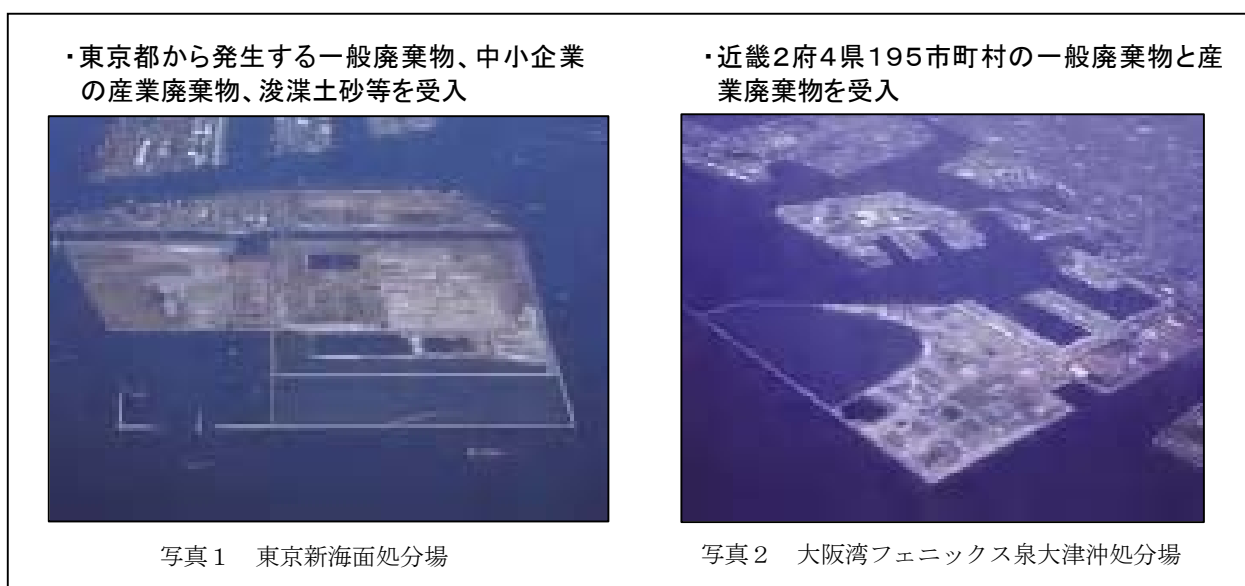 ・東京都から発生する一般廃棄物、中小企業
の産業廃棄物、浚渫土砂等を受入
・近畿2府4県195市町村の一般廃棄物と産
業廃棄物を受入
写真1 東京新海面処分場
写真2 大阪湾フェニックス泉大津沖処分場